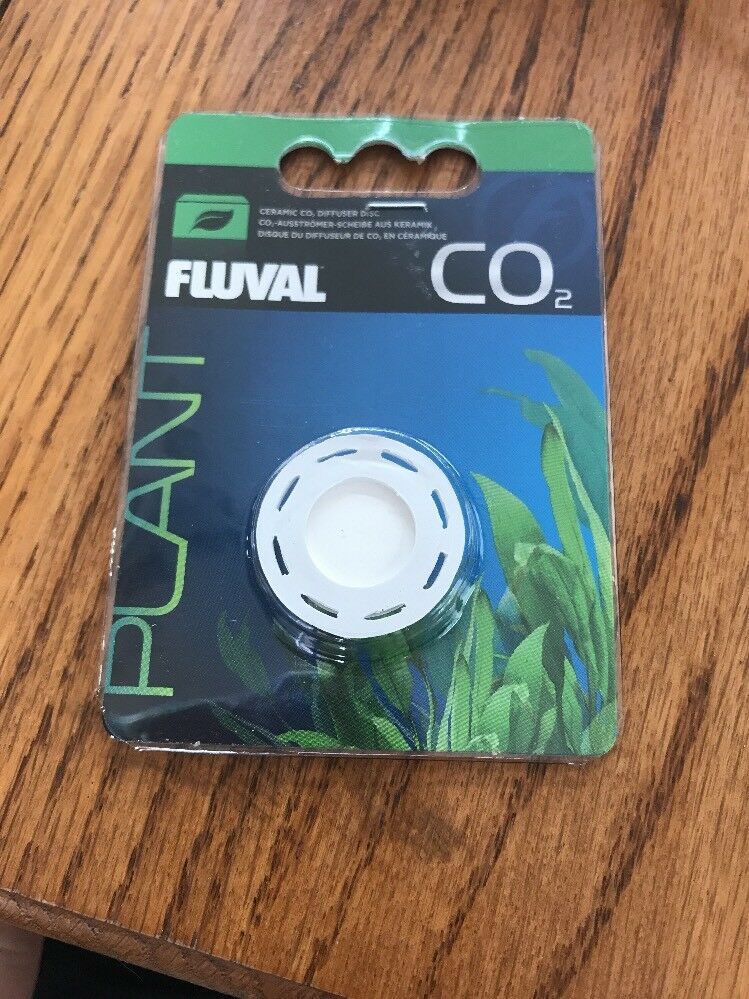 CERAMIC CO₂ DIFFUSER DISC
CO₂-AUSSTRÖMER-SCHEIBE AUS KERAMIK
DISQUE DU DIFFUSEUR DE CO₂ EN CÉRAMIQUE
FLUVAL
CO₂
PLANT